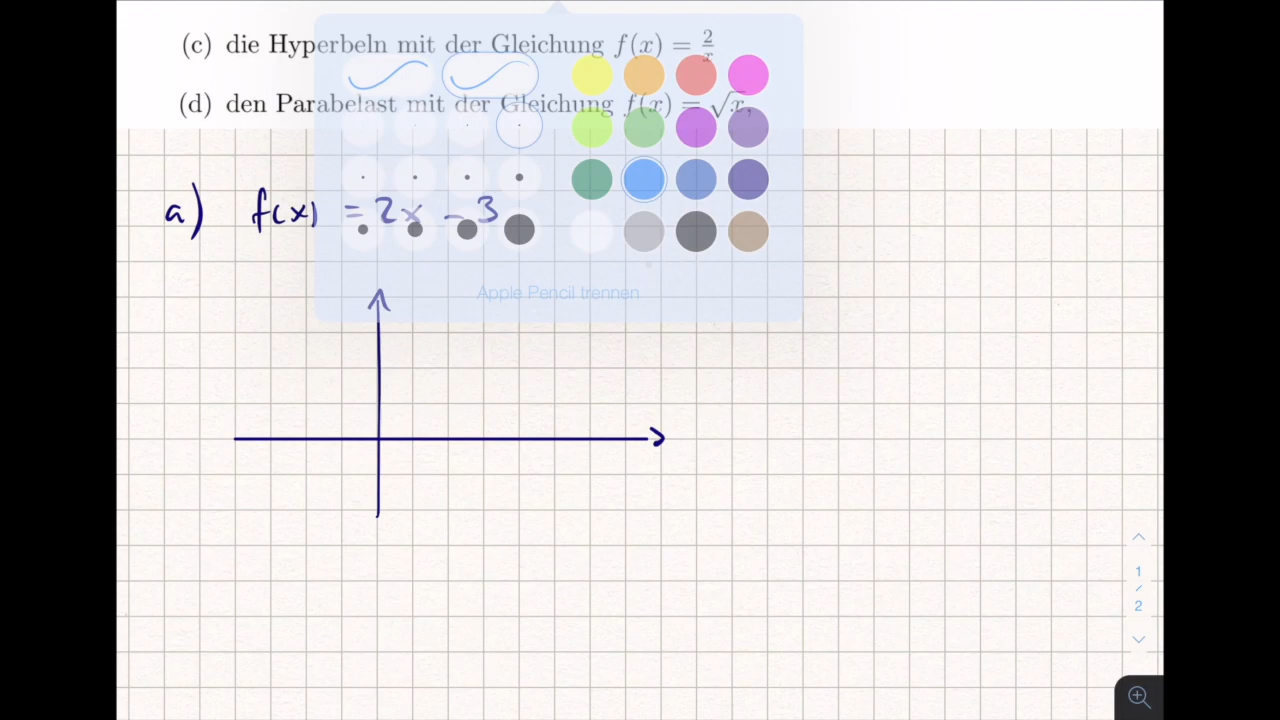 (c) die Hyperbeln mit der Gleichung f(x) = 2/x
(d) den Parabelast mit der Gleichung f(x) = √x,
a) f(x) = 2x - 3
Apple Pencil trennen
1
/
2